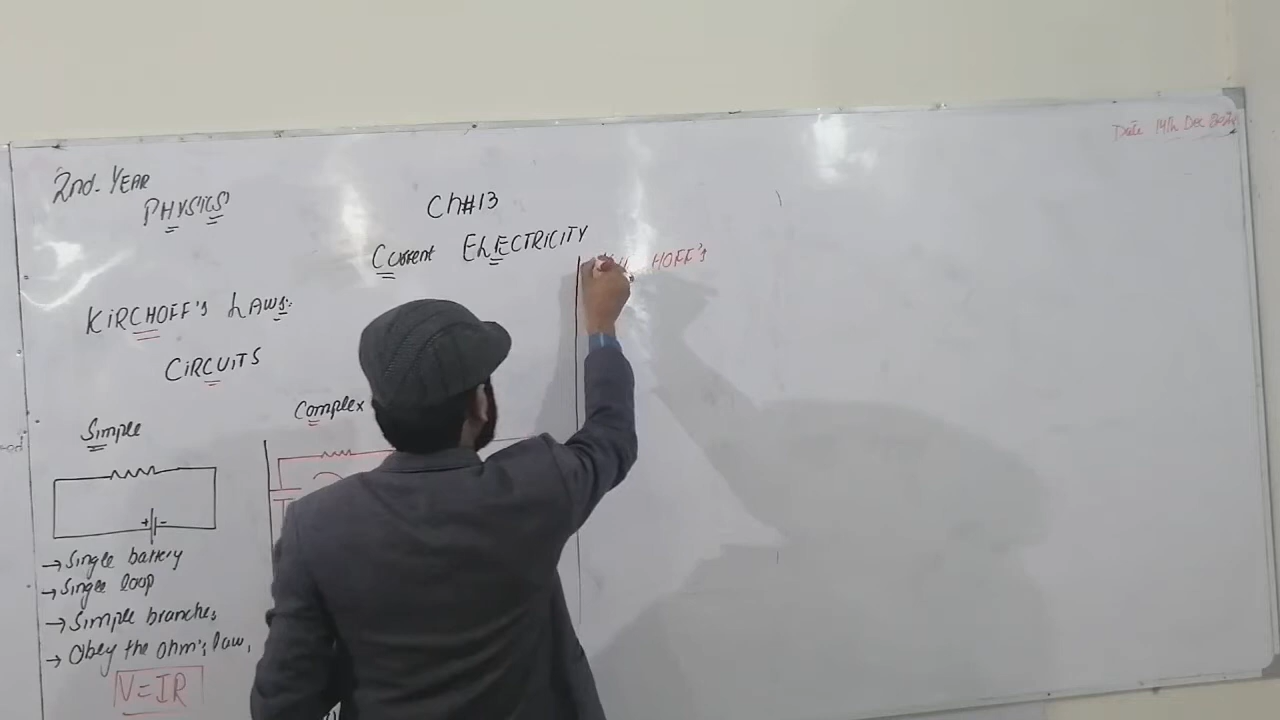 2nd-YEAR
PHYSICS
Ch#13
Current ELECTRICITY
KIRCHOFF's LAWS:
CIRCUITS
Simple
+ -
→ Single battery
→ Single loop
→ Simple branches
→ Obey the ohm's law,
V=IR
Complex
HOFF's
Date 14th Dec